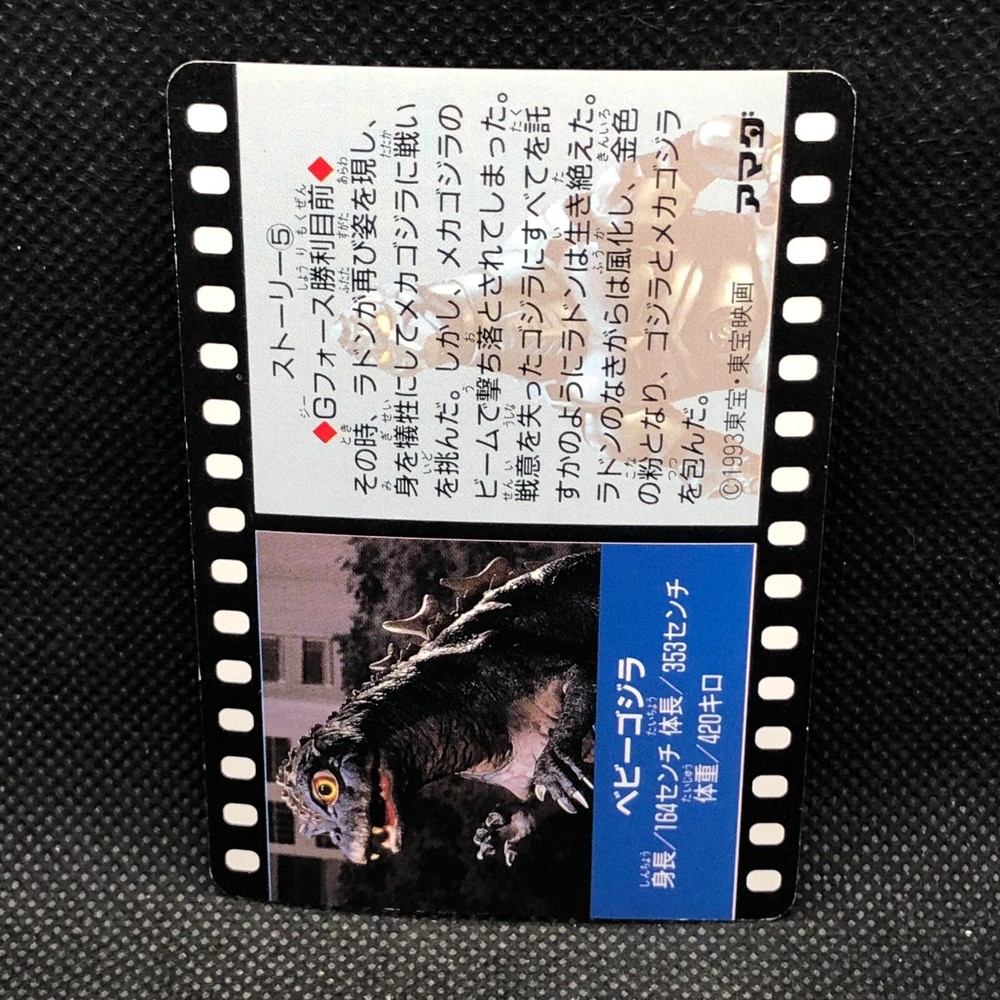 ストーリー⑤
◆Gフォース勝利目前◆
その時、ラドンが再び姿を現し、
身を犠牲にしてメカゴジラに戦い
を挑んだ。しかし、メカゴジラの
ビームで撃ち落とされてしまった。
戦意を失ったゴジラにすべてを託
すかのようにラドンは生き絶えた。
ラドンのなきがらは風化し、金色
の粉となり、ゴジラとメカゴジラ
を包んだ。
©1993東宝・東宝映画
アマダ
ベビーゴジラ
身長/164センチ 体長/353センチ
体重/420キロ